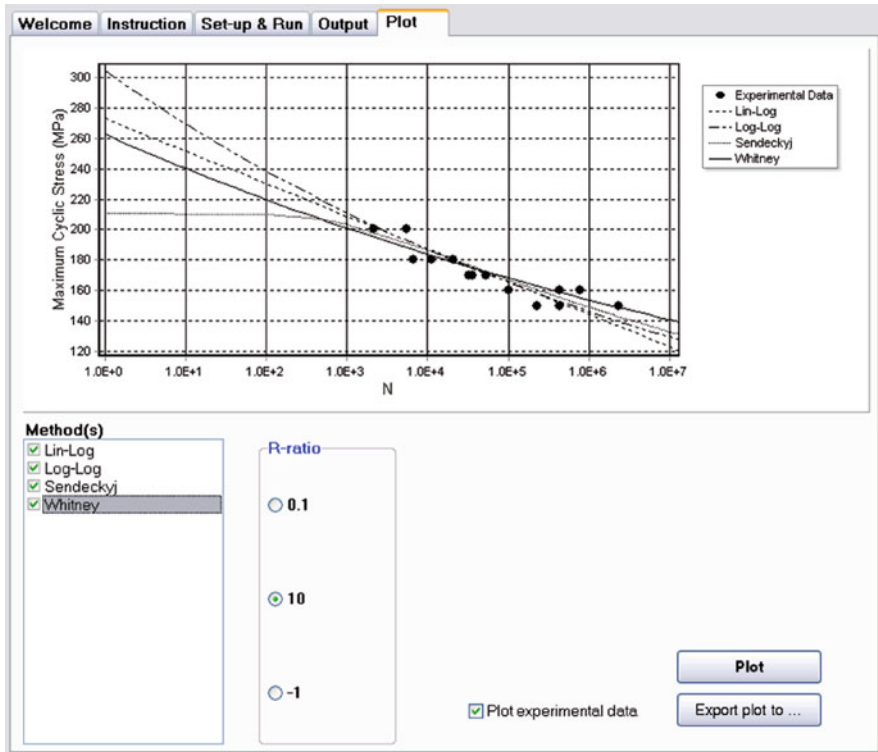 Welcome Instruction Set-up & Run Output Plot
Maximum Cyclic Stress (MPa)
300
280
260
240
220
200
180
160
140
120
1.0E+0 1.0E+1 1.0E+2 1.0E+3 1.0E+4 1.0E+5 1.0E+6 1.0E+7
N
Experimental Data
Lin-Log
Log-Log
Sendeckyj
Whitney
Method(s)
Lin-Log
Log-Log
Sendeckyj
Whitney
R-ratio
0.1
10
-1
Plot experimental data
Plot
Export plot to ...